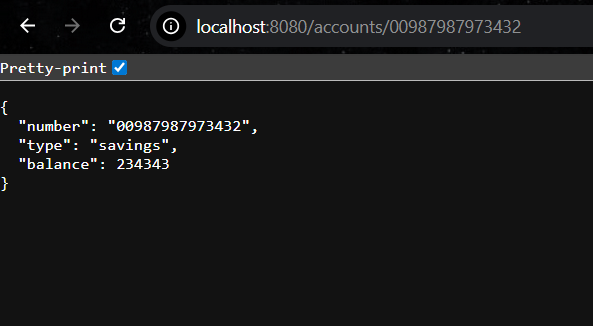 localhost:8080/accounts/00987987973432
Pretty-print
{
  "number": "00987987973432",
  "type": "savings",
  "balance": 234343
}